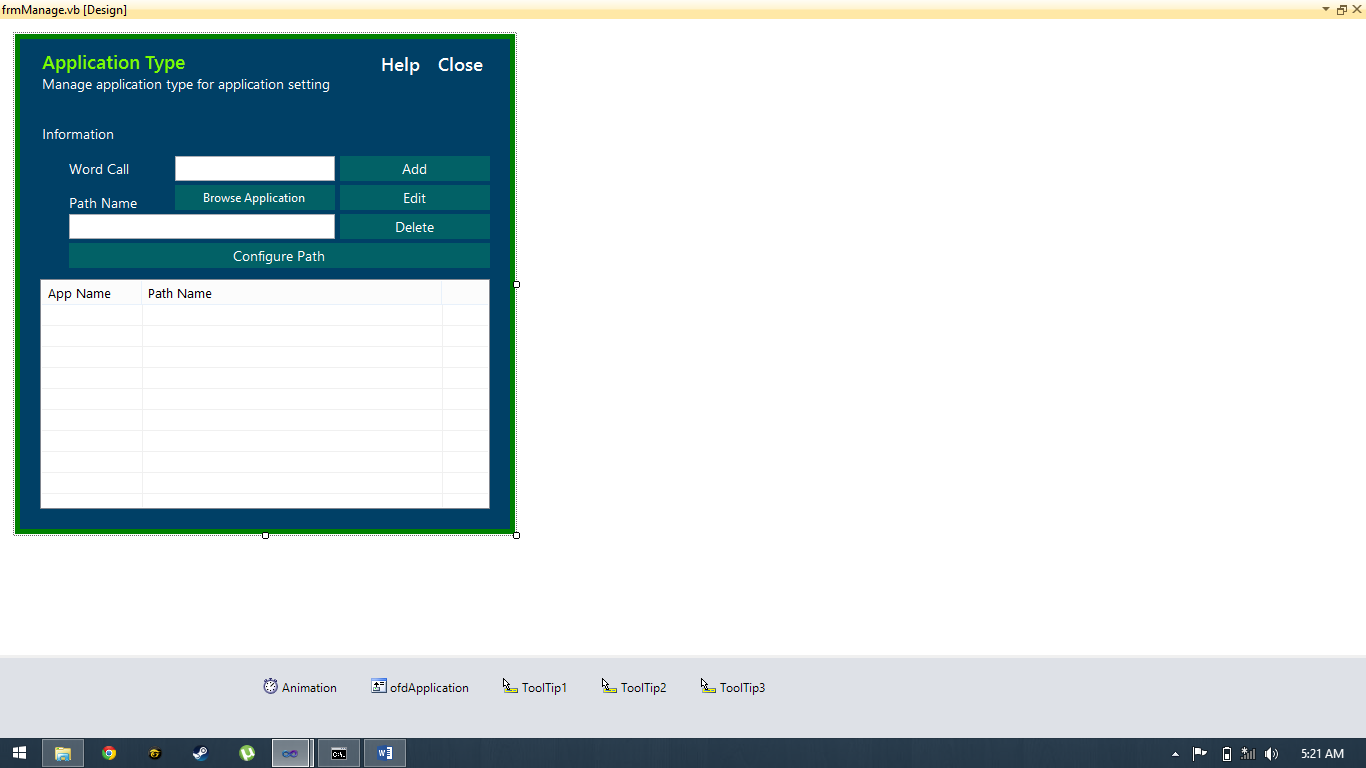 frmManage.vb [Design]
Application Type
Help Close
Manage application type for application setting
Information
Word Call
Add
Browse Application
Edit
Path Name
Delete
Configure Path
App Name Path Name
Animation ofdApplication ToolTip1 ToolTip2 ToolTip3
C:\.
5:21 AM